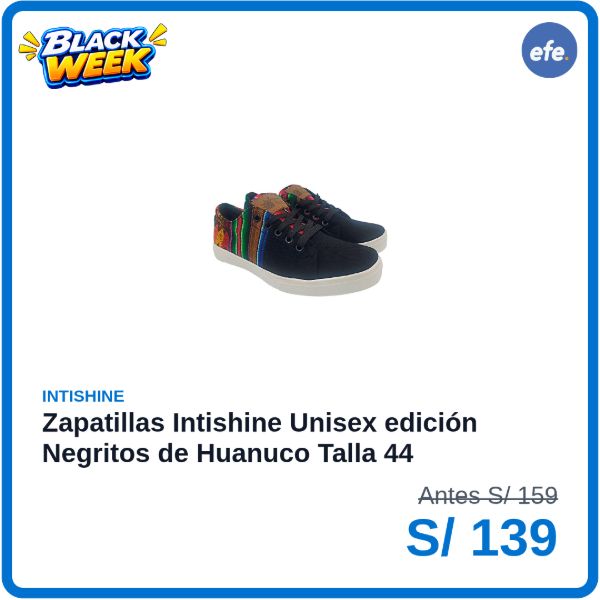 BLACK
WEEK
efe.
INTISHINE
Zapatillas Intishine Unisex edición
Negritos de Huanuco Talla 44
Antes S/ 159
S/ 139